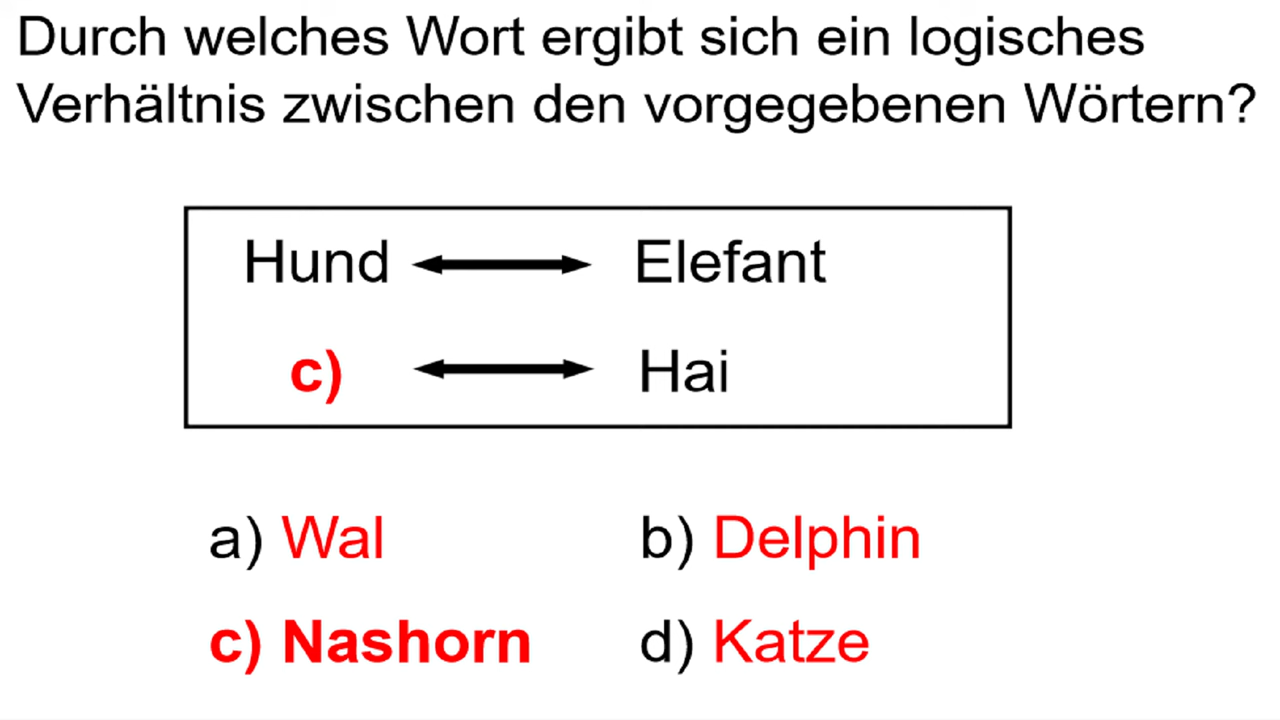 Durch welches Wort ergibt sich ein logisches
Verhältnis zwischen den vorgegebenen Wörtern?
Hund Elefant
c) Hai
a) Wal b) Delphin
c) Nashorn d) Katze